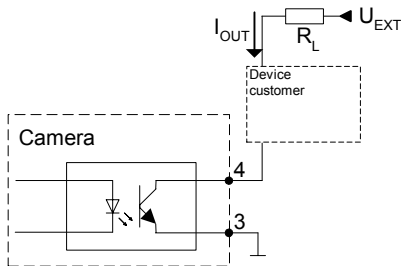 I_OUT
R_L
U_EXT
Device
customer
Camera
4
3